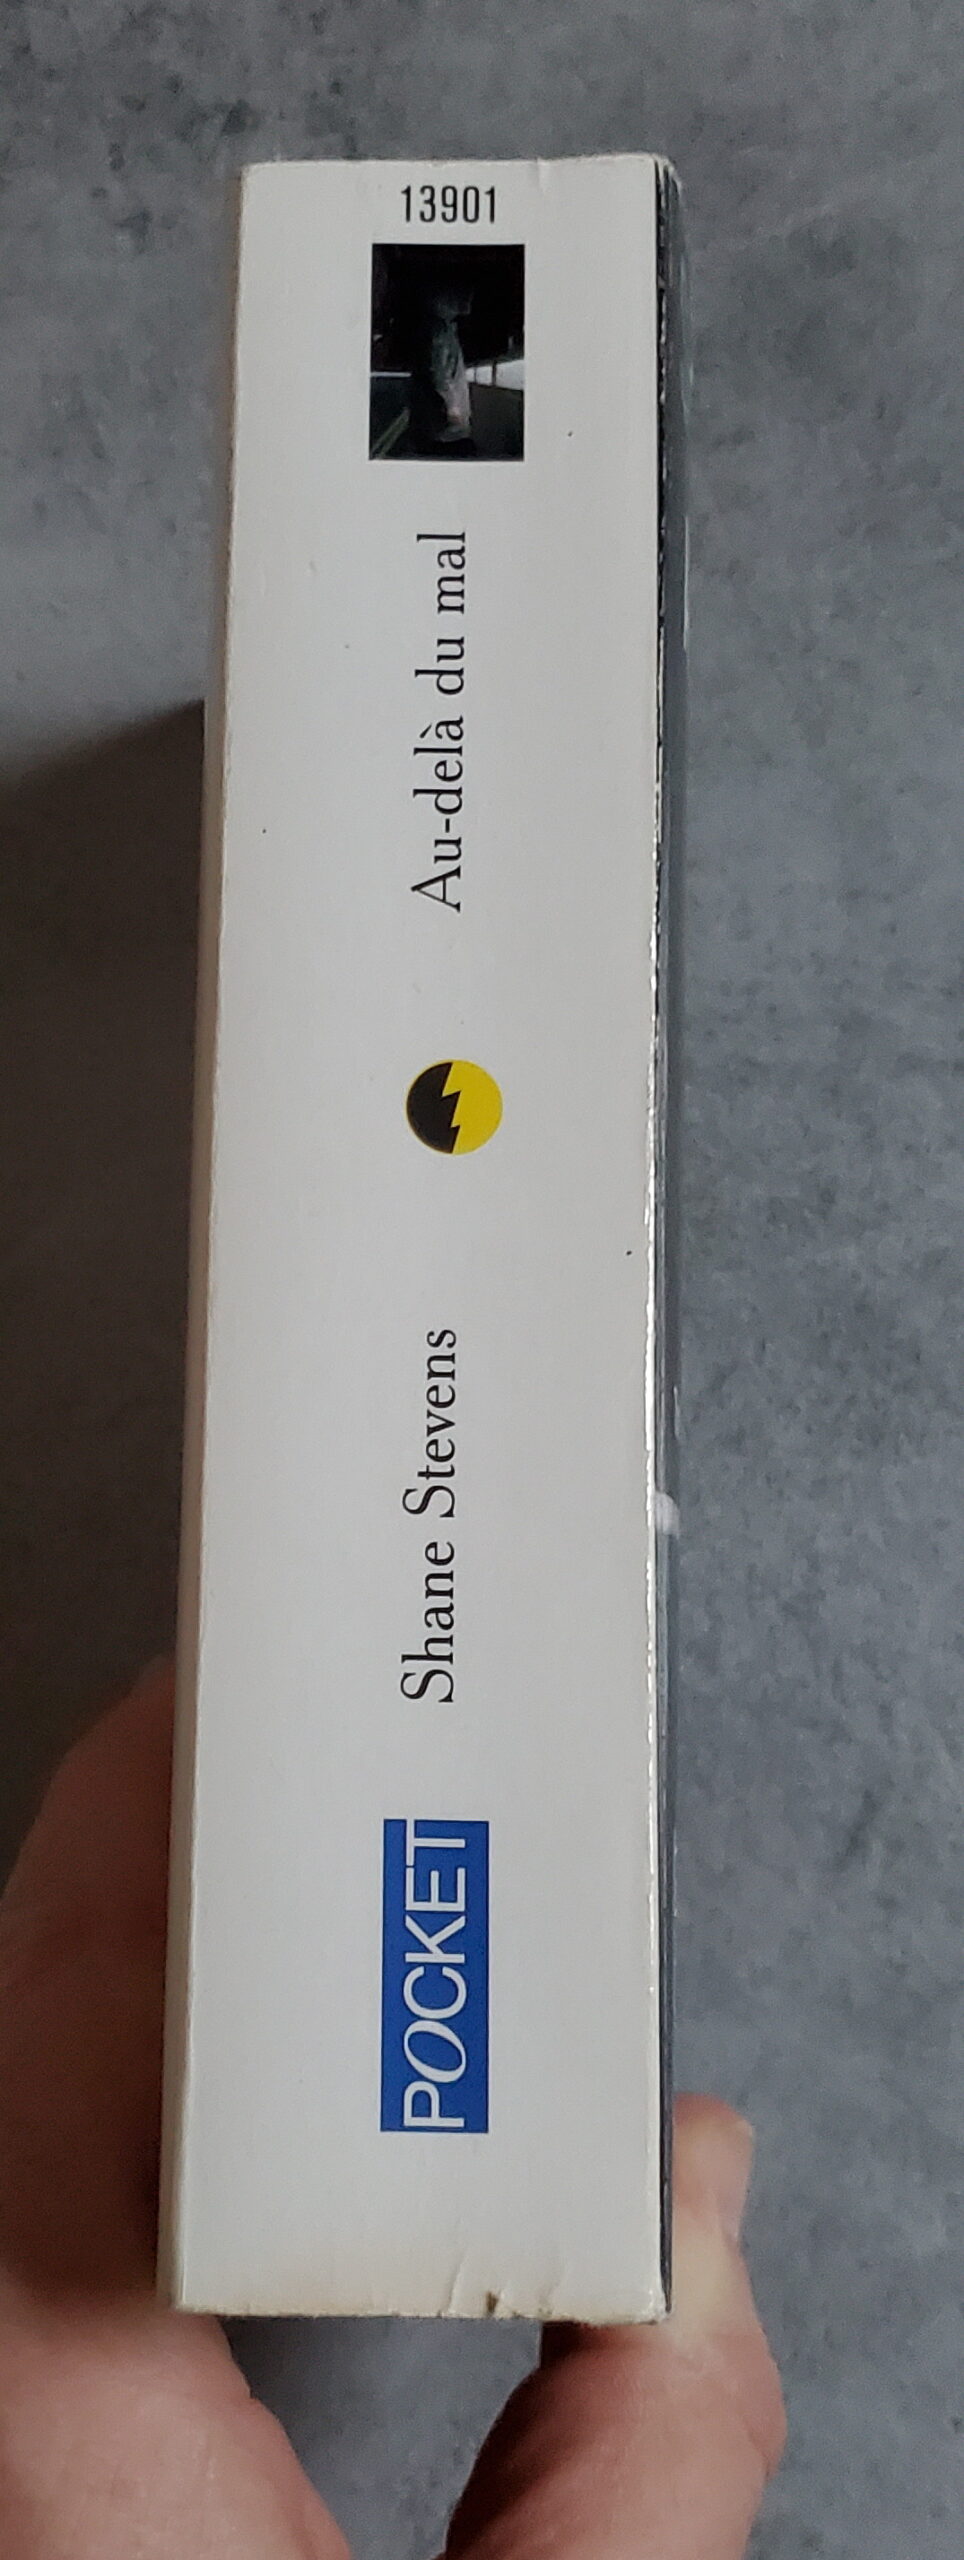 13901
Au-delà du mal
Shane Stevens
POCKET